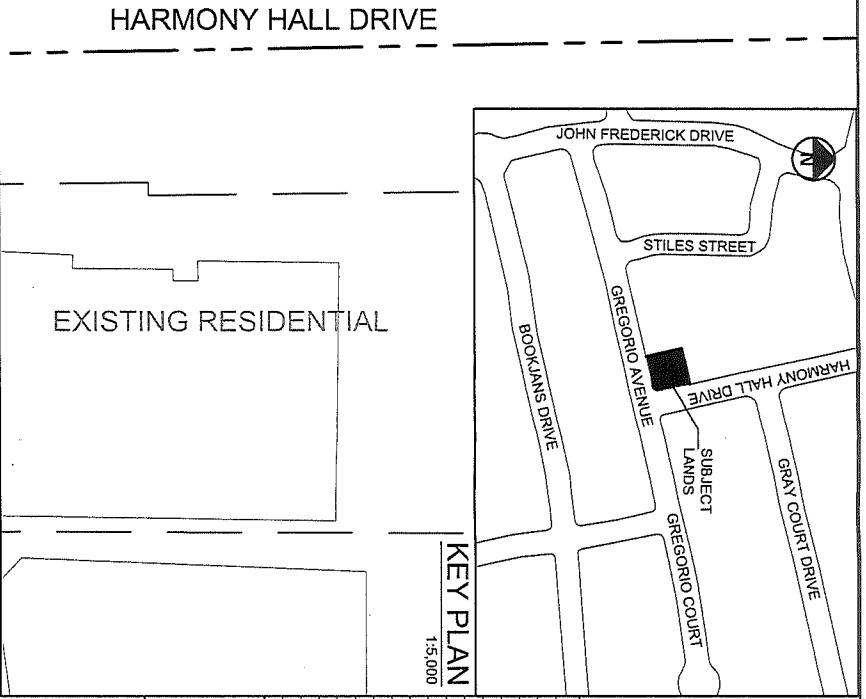 HARMONY HALL DRIVE
JOHN FREDERICK DRIVE
N
STILES STREET
GREGORIO AVENUE
BOOKJANS DRIVE
HARMONY HALL DRIVE
SUBJECT
LANDS
GRAY COURT DRIVE
GREGORIO COURT
EXISTING RESIDENTIAL
KEY PLAN
1:5,000